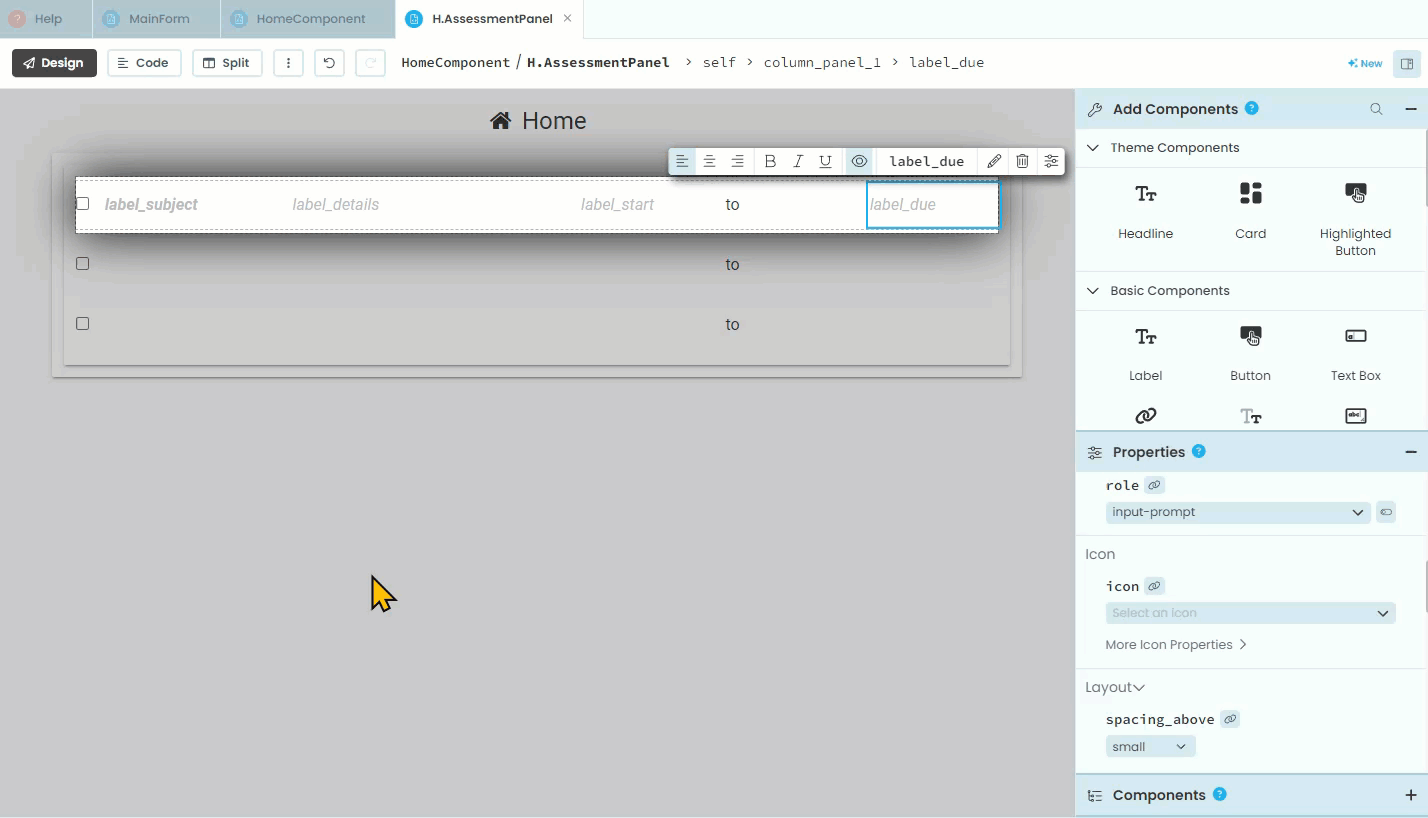 Help
MainForm
HomeComponent
H.AssessmentPanel
Design
Code
Split
HomeComponent / H.AssessmentPanel > self > column_panel_1 > label_due
New
Home
label_due
label_subject
label_details
label_start
to
label_due
to
to
Add Components ?
Theme Components
Headline
Card
Highlighted
Button
Basic Components
Label
Button
Text Box
Properties ?
role
input-prompt
Icon
icon
Select an icon
More Icon Properties >
Layout
spacing_above
small
Components ?